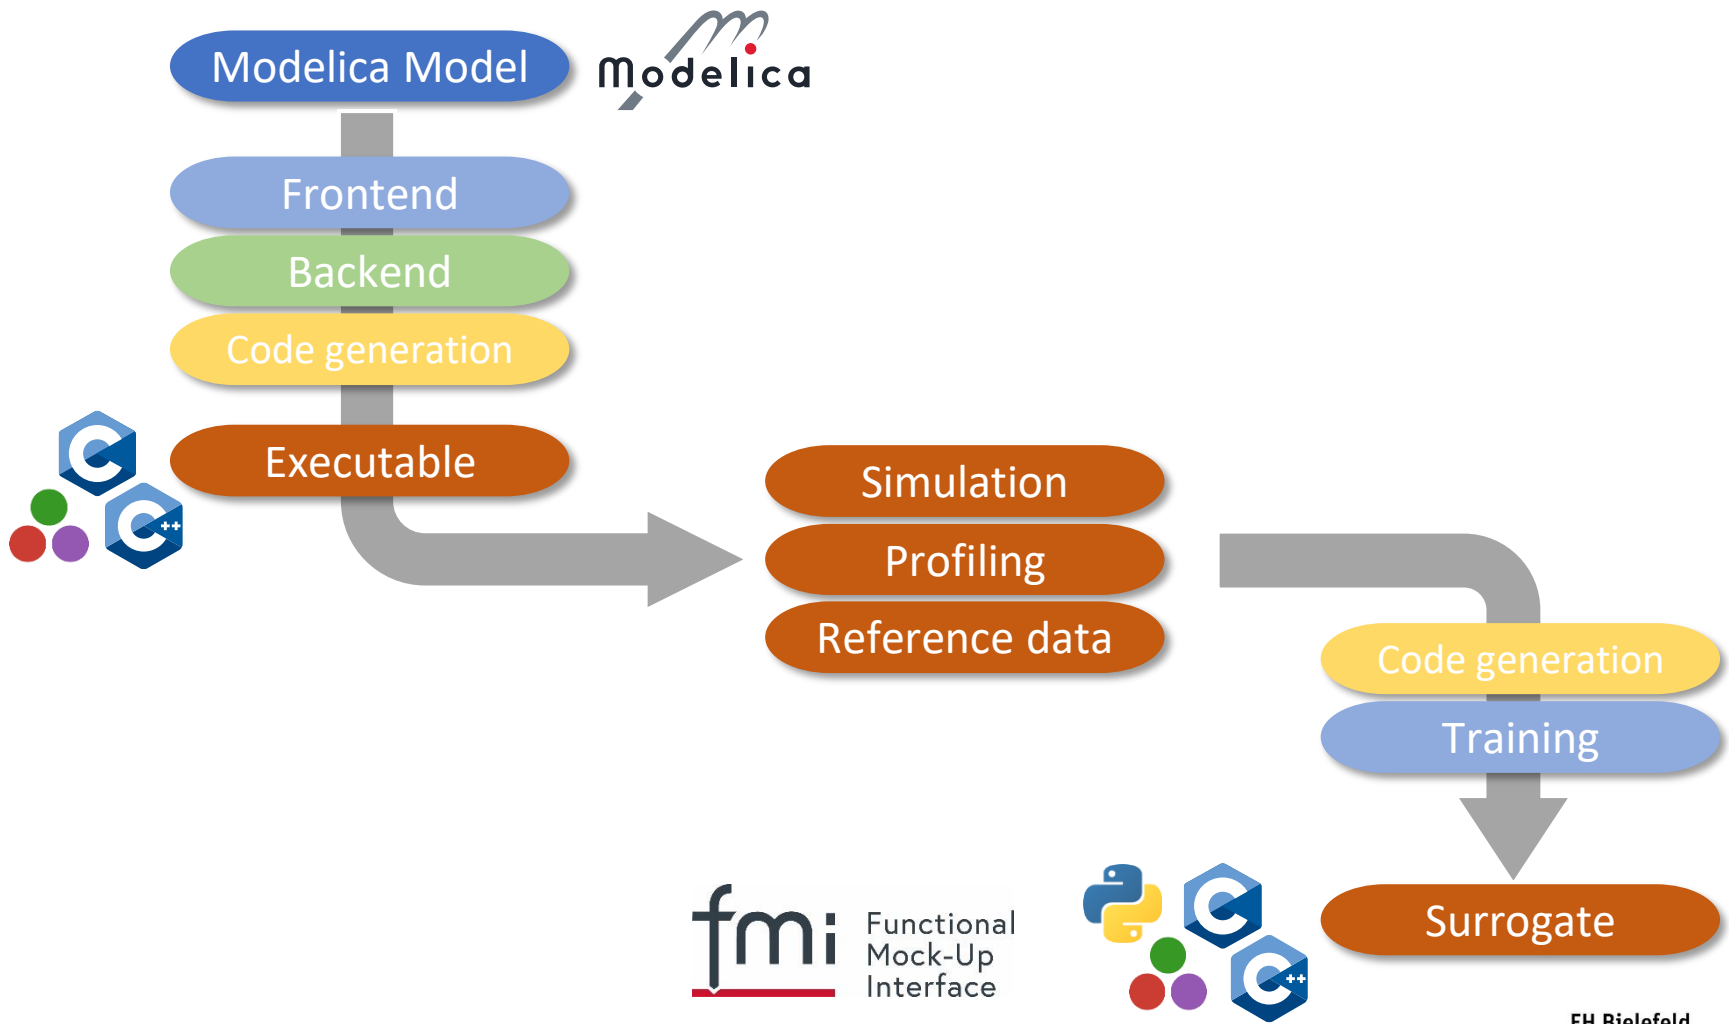 Modelica Model
modelica
Frontend
Backend
Code generation
Executable
C
C++
Simulation
Profiling
Reference data
Code generation
Training
Surrogate
fmi
Functional
Mock-Up
Interface
C
C++
FH Bielefeld